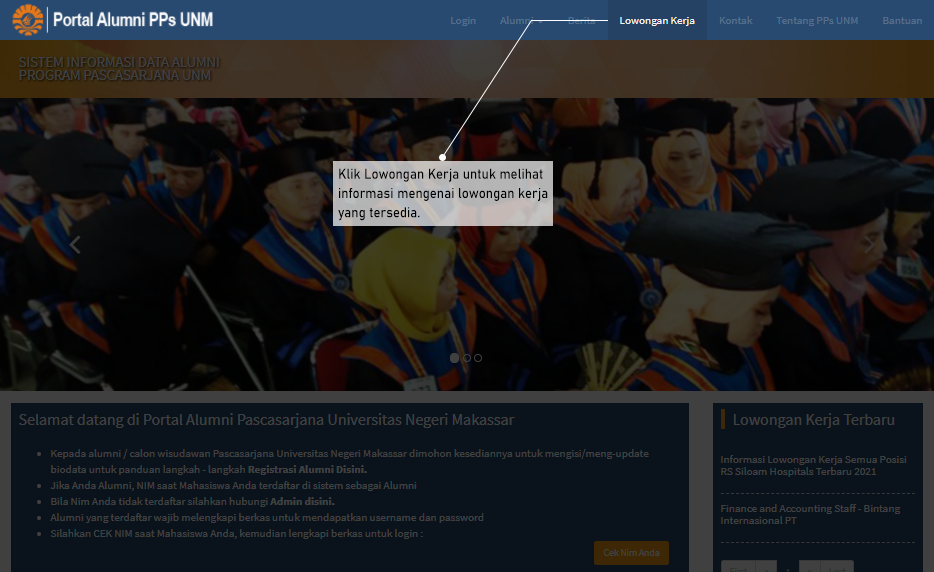 Portal Alumni PPs UNM
Login Alumni Berita Lowongan Kerja Kontak Tentang PPs UNM Bantuan
SISTEM INFORMASI DATA ALUMNI
PROGRAM PASCASARJANA UNM
Klik Lowongan Kerja untuk melihat
informasi mengenai lowongan kerja
yang tersedia.
Selamat datang di Portal Alumni Pascasarjana Universitas Negeri Makassar
Kepada alumni / calon wisudawan Pascasarjana Universitas Negeri Makassar dimohon kesediannya untuk mengisi/meng-update
biodata untuk panduan langkah - langkah Registrasi Alumni Disini.
Jika Anda Alumni, NIM saat Mahasiswa Anda terdaftar di sistem sebagai Alumni
Bila Nim Anda tidak terdaftar silahkan hubungi Admin disini.
Alumni yang terdaftar wajib melengkapi berkas untuk mendapatkan username dan password
Silahkan CEK NIM saat Mahasiswa Anda, kemudian lengkapi berkas untuk login :
Cek Nim Anda
Lowongan Kerja Terbaru
Informasi Lowongan Kerja Semua Posisi
RS Siloam Hospitals Terbaru 2021
Finance and Accounting Staff - Bintang
Internasional PT